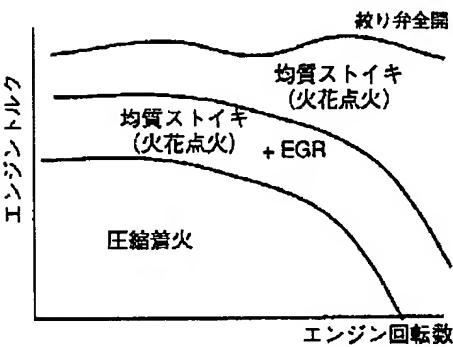 絞り弁全開
均質ストイキ
(火花点火)
均質ストイキ
(火花点火)
+EGR
圧縮着火
エンジントルク
エンジン回転数